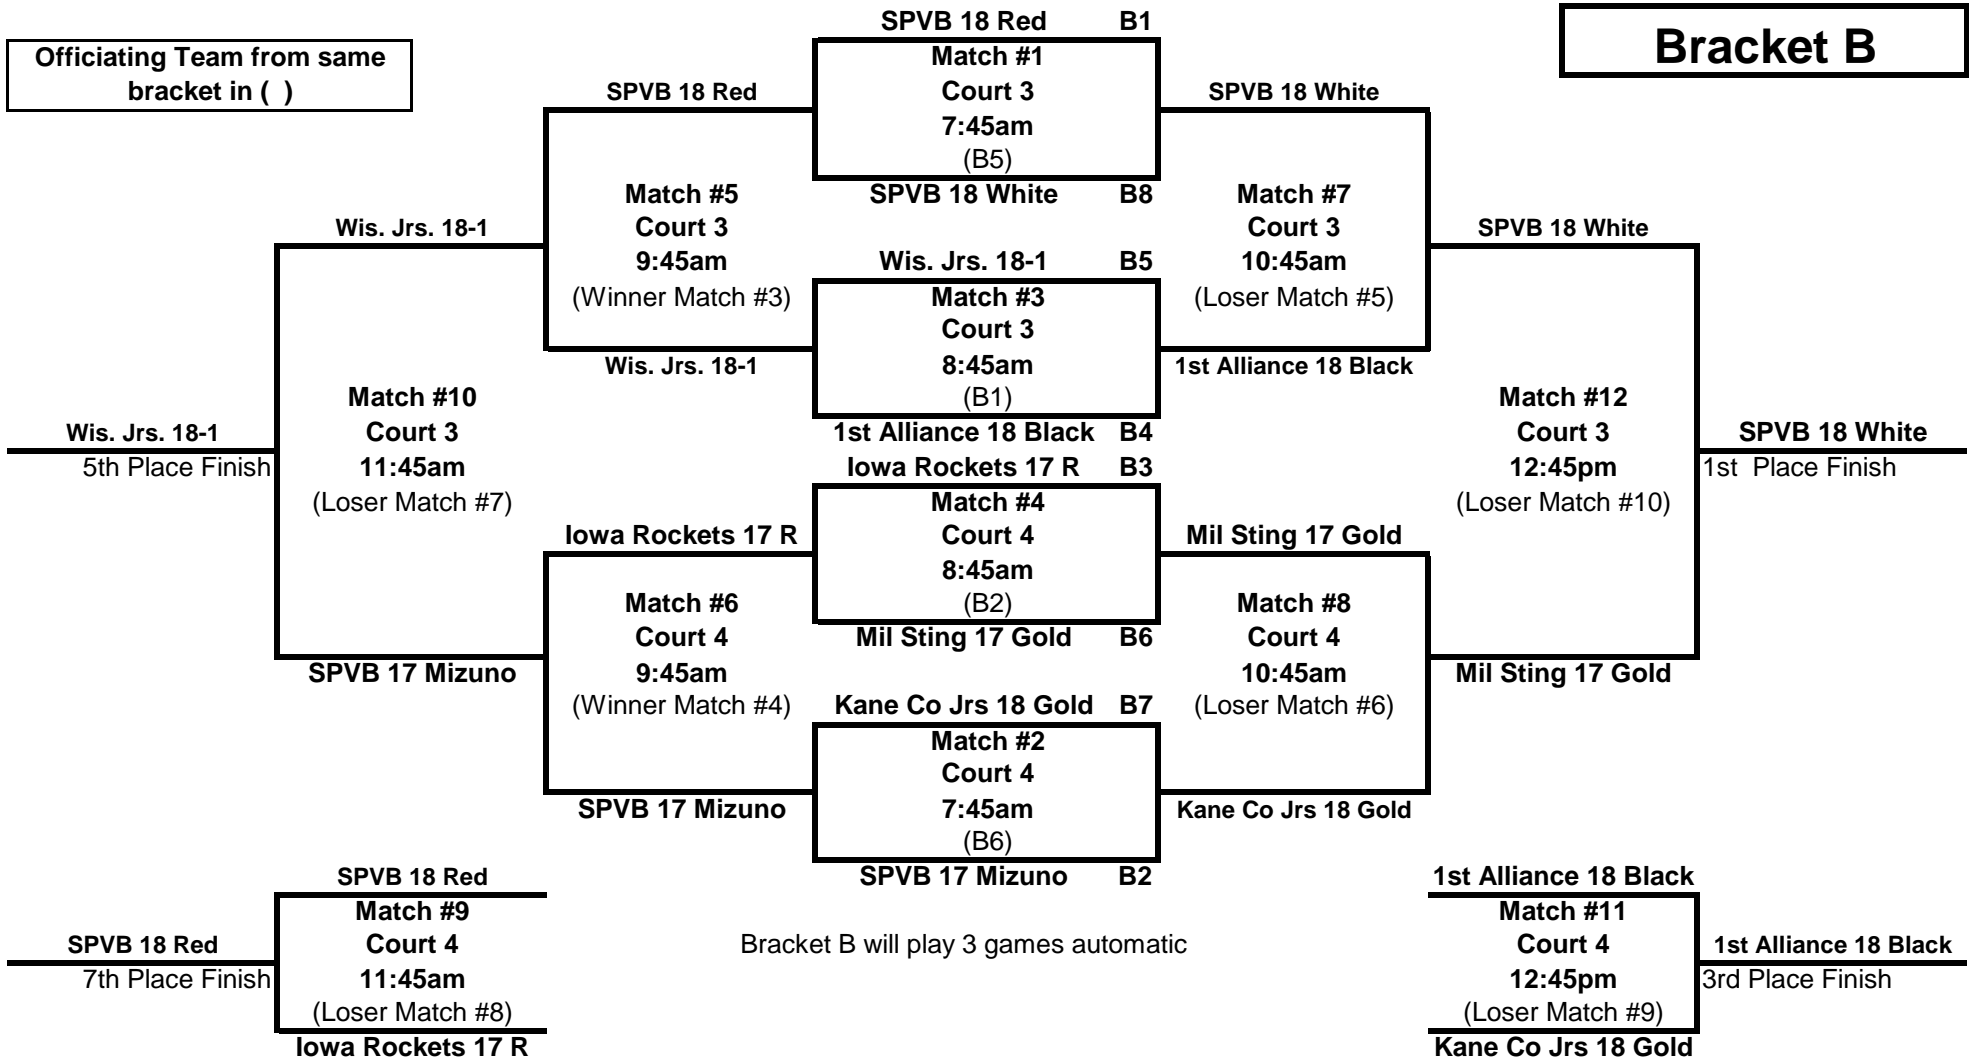 SPVB 18 Red B1
Bracket B
Officiating Team from same
bracket in ( )
Match #1
Court 3
7:45am
(B5)
SPVB 18 White B8
SPVB 18 Red
SPVB 18 White
Match #5
Court 3
9:45am
(Winner Match #3)
Match #7
Court 3
10:45am
(Loser Match #5)
Wis. Jrs. 18-1
SPVB 18 White
Wis. Jrs. 18-1 B5
Match #3
Court 3
8:45am
(B1)
1st Alliance 18 Black B4
Wis. Jrs. 18-1
1st Alliance 18 Black
Match #10
Court 3
11:45am
(Loser Match #7)
Match #12
Court 3
12:45pm
(Loser Match #10)
Wis. Jrs. 18-1
5th Place Finish
SPVB 18 White
1st  Place Finish
Iowa Rockets 17 R B3
Match #4
Court 4
8:45am
(B2)
Mil Sting 17 Gold B6
Iowa Rockets 17 R
Mil Sting 17 Gold
Match #6
Court 4
9:45am
(Winner Match #4)
Match #8
Court 4
10:45am
(Loser Match #6)
SPVB 17 Mizuno
Mil Sting 17 Gold
Kane Co Jrs 18 Gold B7
Match #2
Court 4
7:45am
(B6)
SPVB 17 Mizuno B2
SPVB 17 Mizuno
Kane Co Jrs 18 Gold
SPVB 18 Red
Match #9
Court 4
11:45am
(Loser Match #8)
Iowa Rockets 17 R
SPVB 18 Red
7th Place Finish
Bracket B will play 3 games automatic
1st Alliance 18 Black
Match #11
Court 4
12:45pm
(Loser Match #9)
Kane Co Jrs 18 Gold
1st Alliance 18 Black
3rd Place Finish